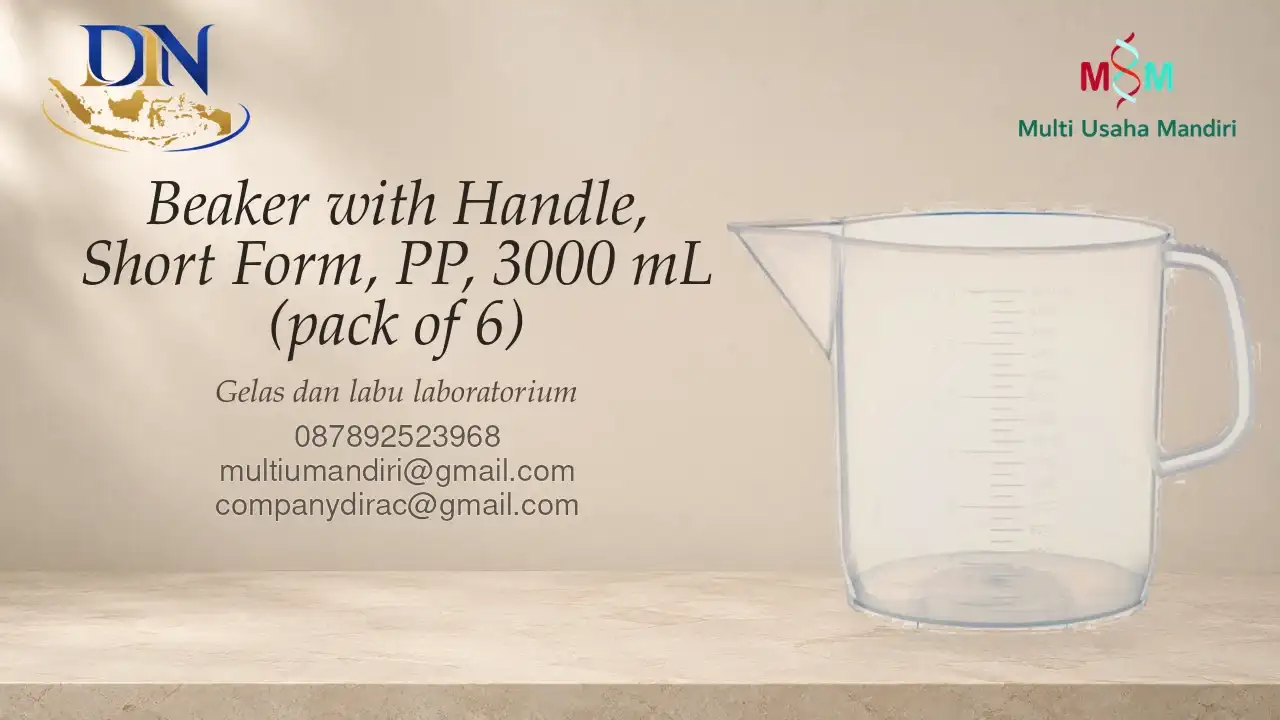 DIN
M M
Multi Usaha Mandiri
Beaker with Handle,
Short Form, PP, 3000 mL
(pack of 6)
Gelas dan labu laboratorium
087892523968
multiumandiri@gmail.com
companydirac@gmail.com